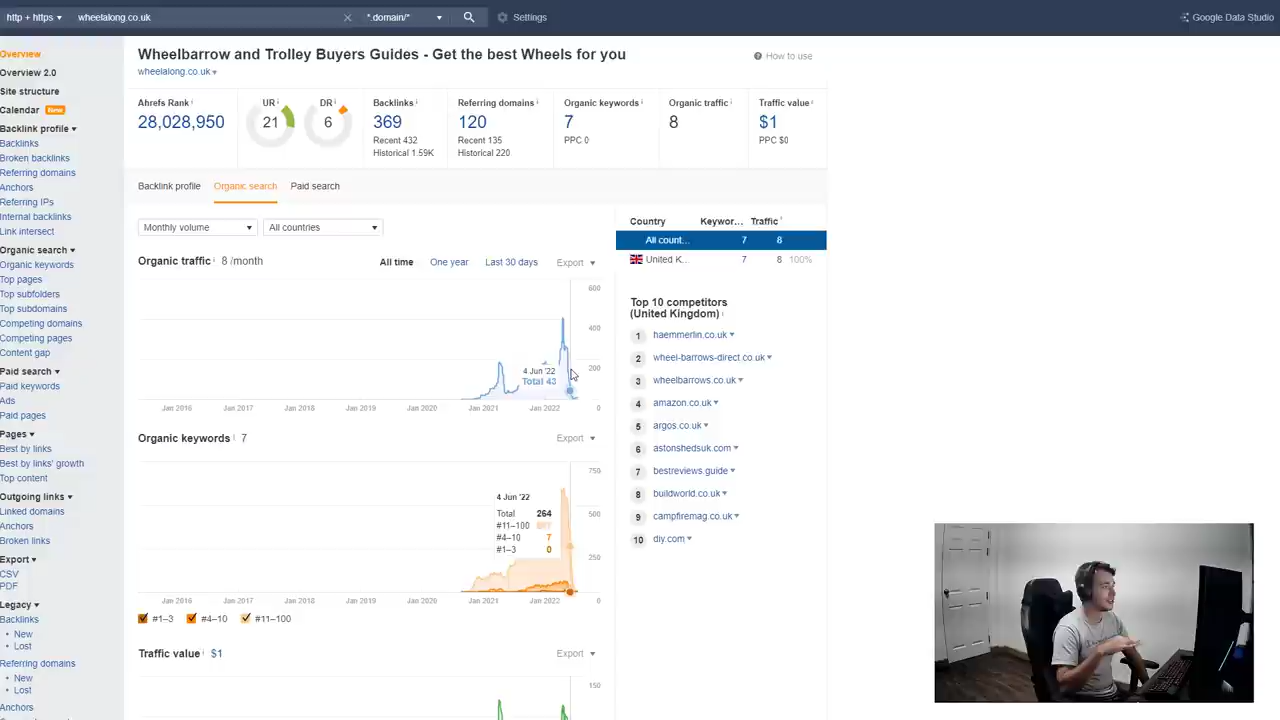 http + https ▾ wheelalong.co.uk × *.domain/* ▾ Settings Google Data Studio
Overview
Overview 2.0
Site structure
Calendar New
Backlink profile ▾
Backlinks
Broken backlinks
Referring domains
Anchors
Referring IPs
Internal backlinks
Link intersect
Organic search ▾
Organic keywords
Top pages
Top subfolders
Top subdomains
Competing domains
Competing pages
Content gap
Paid search ▾
Paid keywords
Ads
Paid pages
Pages ▾
Best by links
Best by links' growth
Top content
Outgoing links ▾
Linked domains
Anchors
Broken links
Export ▾
CSV
PDF
Legacy ▾
Backlinks
• New
• Lost
Referring domains
• New
• Lost
Anchors
Wheelbarrow and Trolley Buyers Guides - Get the best Wheels for you
? How to use
wheelalong.co.uk ▾
Ahrefs Rank i
28,028,950
UR i
21
DR i
6
Backlinks i
369
Recent 432
Historical 1.59K
Referring domains i
120
Recent 135
Historical 220
Organic keywords i
7
PPC 0
Organic traffic i
8
Traffic value i
$1
PPC $0
Backlink profile Organic search Paid search
Monthly volume ▾ All countries ▾
Organic traffic i 8 /month All time One year Last 30 days Export ▾
600
400
200
0
4 Jun '22
Total 43
Jan 2016 Jan 2017 Jan 2018 Jan 2019 Jan 2020 Jan 2021 Jan 2022
Organic keywords i 7 Export ▾
750
500
250
0
4 Jun '22
Total 264
#11–100
#4–10 7
#1–3 0
Jan 2016 Jan 2017 Jan 2018 Jan 2019 Jan 2020 Jan 2021 Jan 2022
#1–3 #4–10 #11–100
Traffic value i $1 Export ▾
150
Country Keywor... Traffic i
All count... 7 8
United K... 7 8 100%
Top 10 competitors
(United Kingdom) i
1 haemmerlin.co.uk ▾
2 wheel-barrows-direct.co.uk ▾
3 wheelbarrows.co.uk ▾
4 amazon.co.uk ▾
5 argos.co.uk ▾
6 astonshedsuk.com ▾
7 bestreviews.guide ▾
8 buildworld.co.uk ▾
9 campfiremag.co.uk ▾
10 diy.com ▾